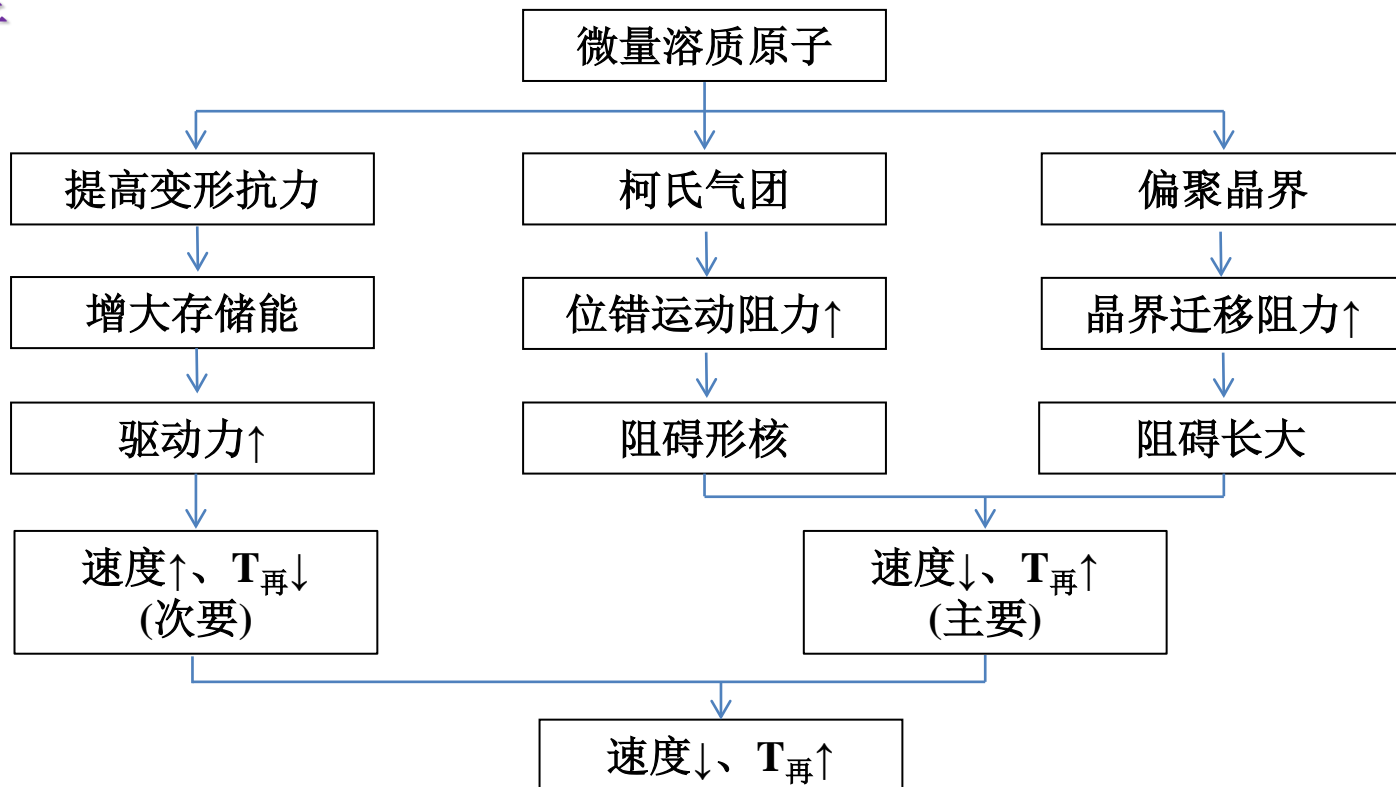 微量溶质原子
提高变形抗力
柯氏气团
偏聚晶界
增大存储能
位错运动阻力↑
晶界迁移阻力↑
驱动力↑
阻碍形核
阻碍长大
速度↑、T再↓
(次要)
速度↓、T再↑
(主要)
速度↓、T再↑